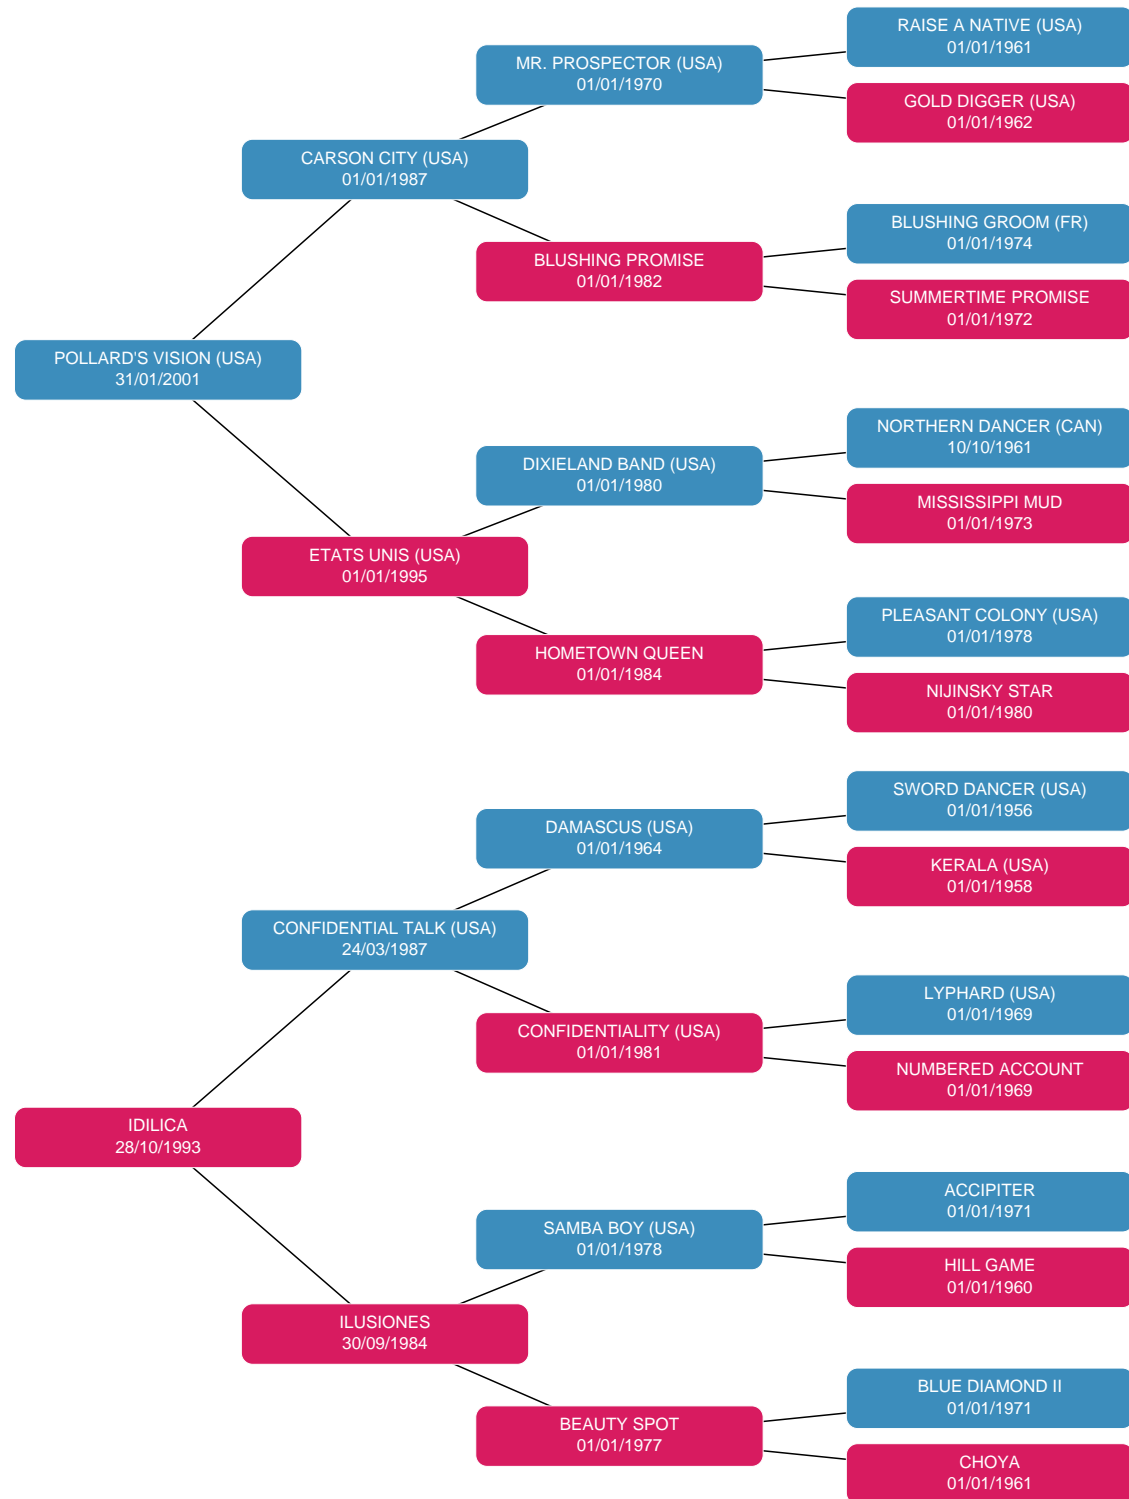 RAISE A NATIVE (USA)
01/01/1961
MR. PROSPECTOR (USA)
01/01/1970
GOLD DIGGER (USA)
01/01/1962
CARSON CITY (USA)
01/01/1987
BLUSHING GROOM (FR)
01/01/1974
BLUSHING PROMISE
01/01/1982
SUMMERTIME PROMISE
01/01/1972
POLLARD'S VISION (USA)
31/01/2001
NORTHERN DANCER (CAN)
10/10/1961
DIXIELAND BAND (USA)
01/01/1980
MISSISSIPPI MUD
01/01/1973
ETATS UNIS (USA)
01/01/1995
PLEASANT COLONY (USA)
01/01/1978
HOMETOWN QUEEN
01/01/1984
NIJINSKY STAR
01/01/1980
SWORD DANCER (USA)
01/01/1956
DAMASCUS (USA)
01/01/1964
KERALA (USA)
01/01/1958
CONFIDENTIAL TALK (USA)
24/03/1987
LYPHARD (USA)
01/01/1969
CONFIDENTIALITY (USA)
01/01/1981
NUMBERED ACCOUNT
01/01/1969
IDILICA
28/10/1993
ACCIPITER
01/01/1971
SAMBA BOY (USA)
01/01/1978
HILL GAME
01/01/1960
ILUSIONES
30/09/1984
BLUE DIAMOND II
01/01/1971
BEAUTY SPOT
01/01/1977
CHOYA
01/01/1961